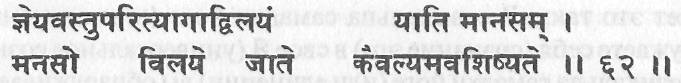 ज्ञेयवस्तुपरित्यागाद्विलयं याति मानसम् ।
मनसो विलये जाते कैवल्यमवशिष्यते ॥ ६२ ॥